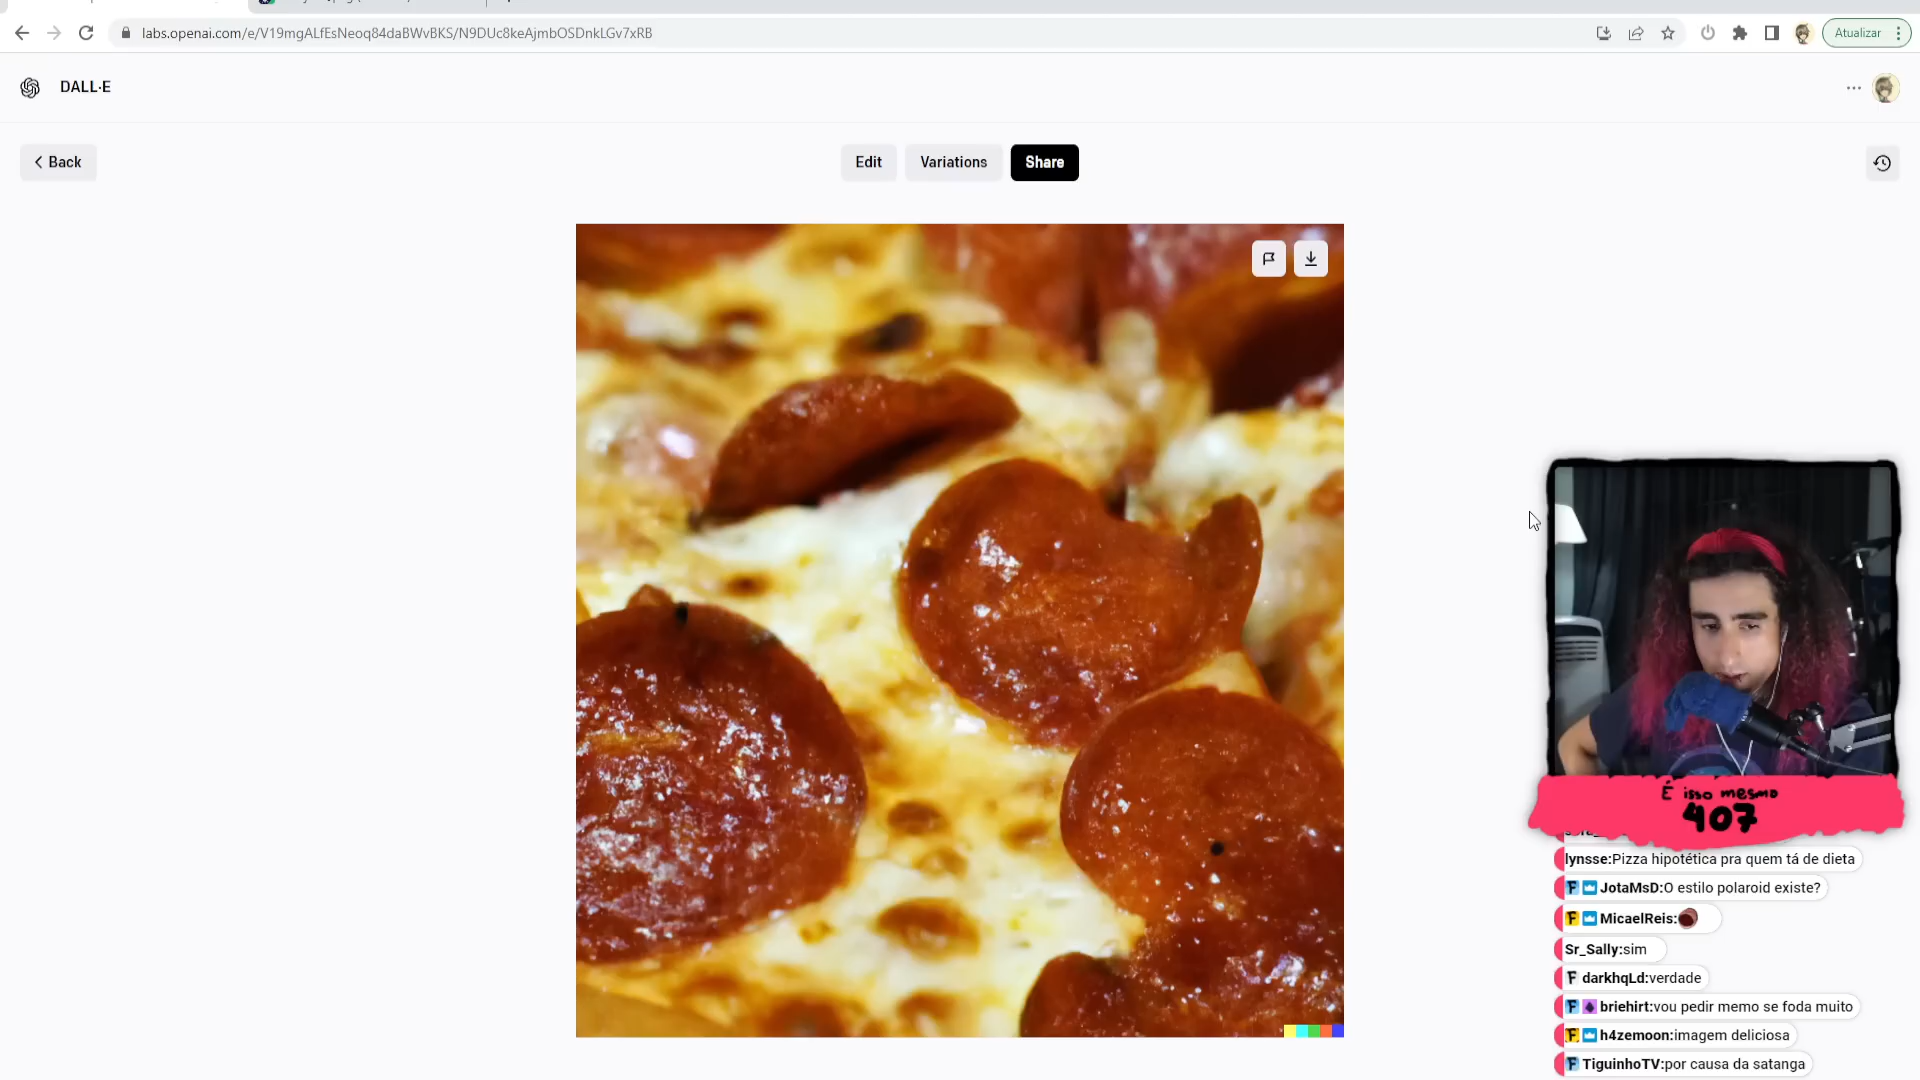 labs.openai.com/e/V19mgALfEsNeoq84daBWvBKS/N9DUc8keAjmbOSDnkLGv7xRB
Atualizar
DALL·E
Back
Edit
Variations
Share
É isso mesmo
407
lynsse:Pizza hipotética pra quem tá de dieta
JotaMsD:O estilo polaroid existe?
MicaelReis:
Sr_Sally:sim
darkhqLd:verdade
briehirt:vou pedir memo se foda muito
h4zemoon:imagem deliciosa
TiguinhoTV:por causa da satanga